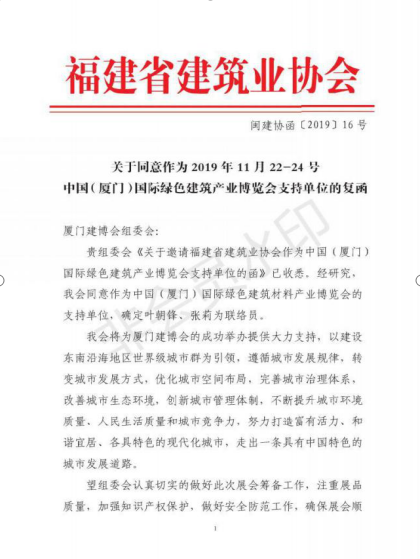 福建省建筑业协会
闽建协函〔2019〕16 号
关于同意作为 2019 年 11 月 22-24 号
中国（厦门）国际绿色建筑产业博览会支持单位的复函
厦门建博会组委会：
贵组委会《关于邀请福建省建筑业协会作为中国（厦门）
国际绿色建筑产业博览会支持单位的函》已收悉。经研究，
我会同意作为中国（厦门）国际绿色建筑材料产业博览会的
支持单位，确定叶朝锋、张莉为联络员。
我会将为厦门建博会的成功举办提供大力支持，以建设
东南沿海地区世界级城市群为引领，遵循城市发展规律，转
变城市发展方式，优化城市空间布局，完善城市治理体系，
改善城市生态环境，创新城市管理体制，不断提升城市环境
质量、人民生活质量和城市竞争力，努力打造富有活力、和
谐宜居、各具特色的现代化城市，走出一条具有中国特色的
城市发展道路。
望组委会认真切实的做好此次展会筹备工作，注重展品
质量，加强知识产权保护，做好安全防范工作，确保展会顺
1
非会员水印